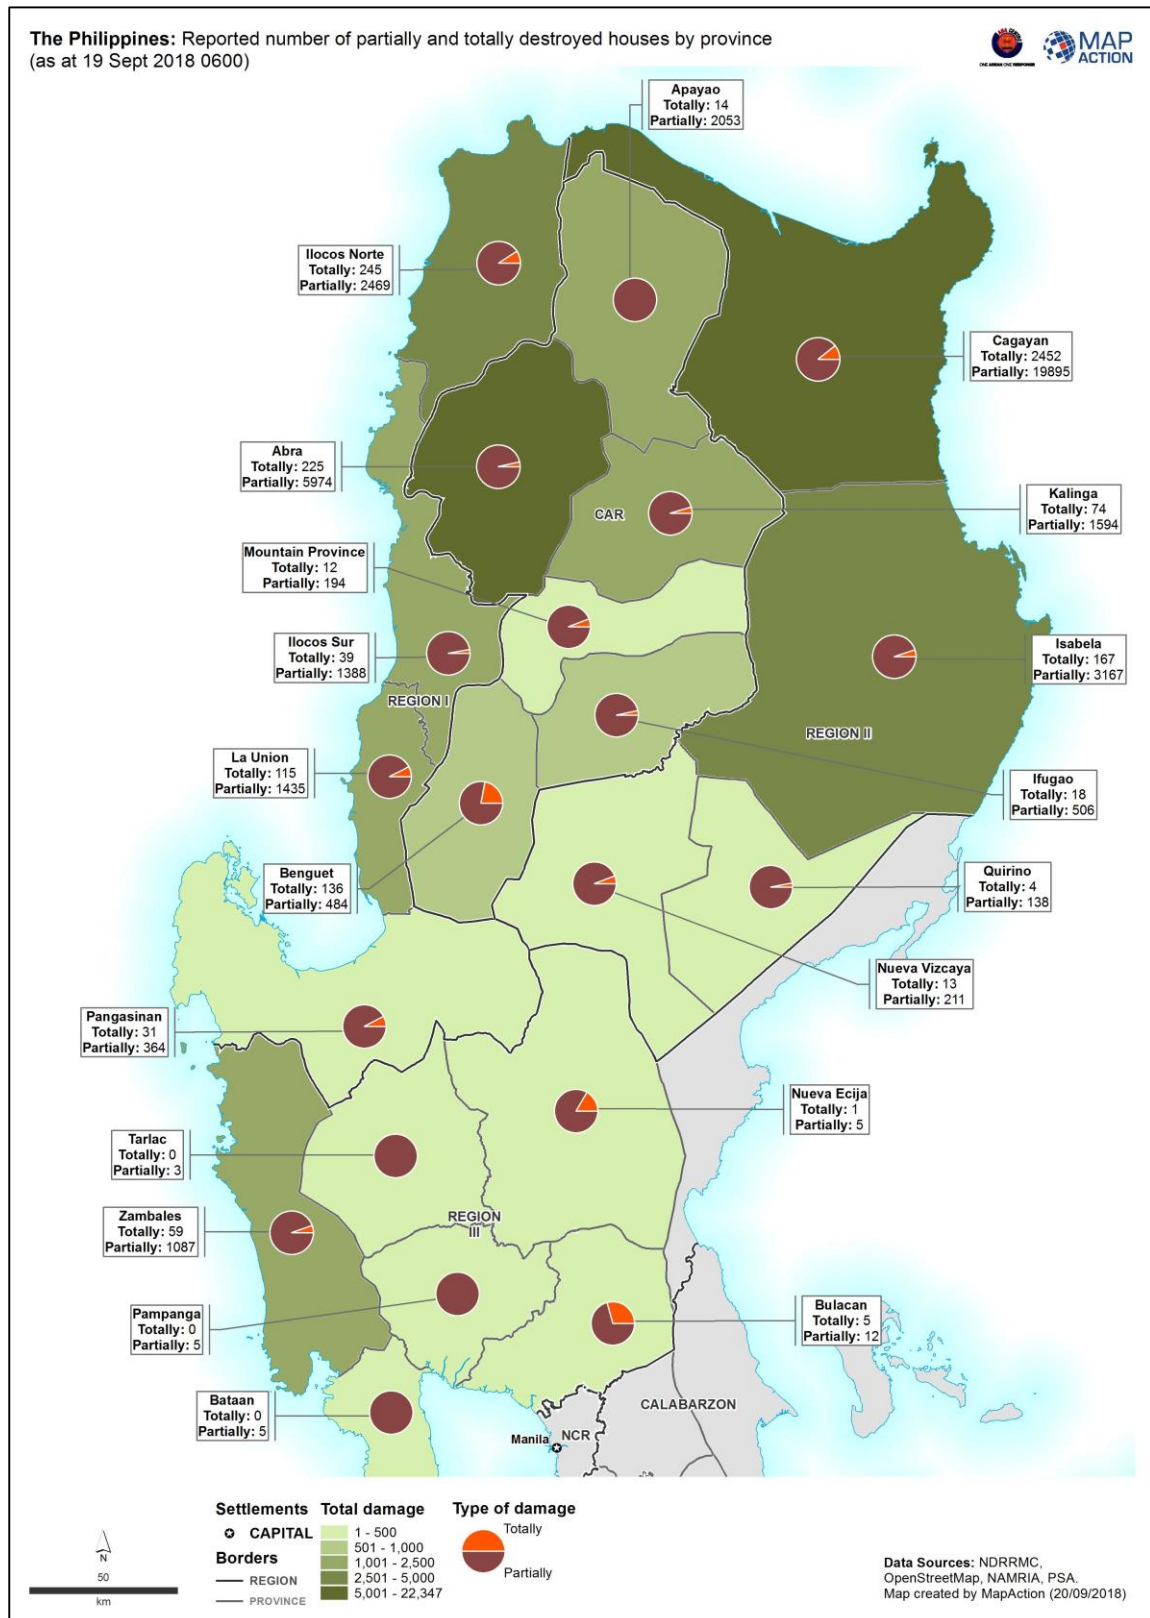 The Philippines: Reported number of partially and totally destroyed houses by province
(as at 19 Sept 2018 0600)
MAP
ACTION
ONE ASEAN ONE RESPONSE
Apayao
Totally: 14
Partially: 2053
Ilocos Norte
Totally: 245
Partially: 2469
Cagayan
Totally: 2452
Partially: 19895
Abra
Totally: 225
Partially: 5974
Kalinga
Totally: 74
Partially: 1594
CAR
Mountain Province
Totally: 12
Partially: 194
Ilocos Sur
Totally: 39
Partially: 1388
Isabela
Totally: 167
Partially: 3167
REGION I
REGION II
La Union
Totally: 115
Partially: 1435
Ifugao
Totally: 18
Partially: 506
Benguet
Totally: 136
Partially: 484
Quirino
Totally: 4
Partially: 138
Nueva Vizcaya
Totally: 13
Partially: 211
Pangasinan
Totally: 31
Partially: 364
Nueva Ecija
Totally: 1
Partially: 5
Tarlac
Totally: 0
Partially: 3
Zambales
Totally: 59
Partially: 1087
REGION
III
Pampanga
Totally: 0
Partially: 5
Bulacan
Totally: 5
Partially: 12
Bataan
Totally: 0
Partially: 5
CALABARZON
Manila
NCR
Settlements
CAPITAL
Borders
REGION
PROVINCE
Total damage
1 - 500
501 - 1,000
1,001 - 2,500
2,501 - 5,000
5,001 - 22,347
Type of damage
Totally
Partially
N
50
km
Data Sources: NDRRMC,
OpenStreetMap, NAMRIA, PSA.
Map created by MapAction (20/09/2018)